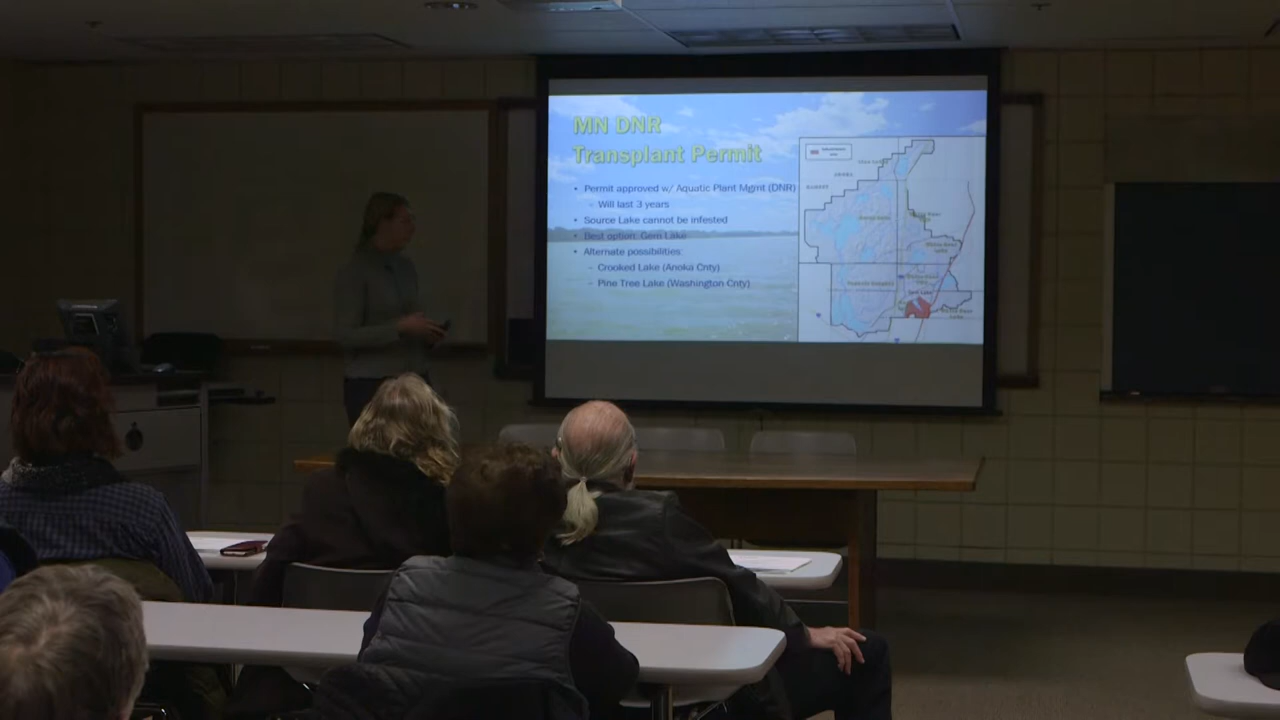 MN DNR
Transplant Permit
• Permit approved w/ Aquatic Plant Mgmt (DNR)
– Will last 3 years
• Source Lake cannot be infested
• Best option: Gem Lake
• Alternate possibilities:
– Crooked Lake (Anoka Cnty)
– Pine Tree Lake (Washington Cnty)